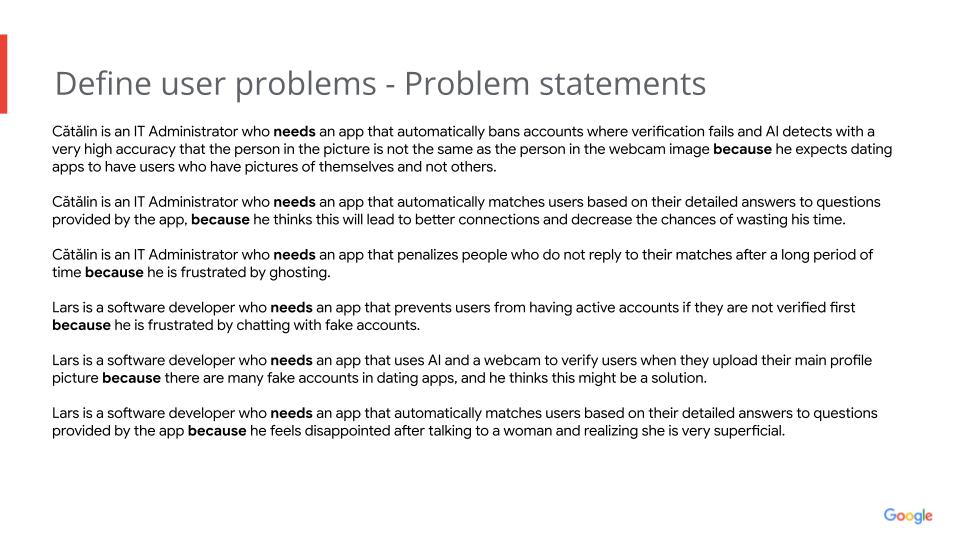 Define user problems - Problem statements
Cătălin is an IT Administrator who needs an app that automatically bans accounts where verification fails and AI detects with a
very high accuracy that the person in the picture is not the same as the person in the webcam image because he expects dating
apps to have users who have pictures of themselves and not others.
Cătălin is an IT Administrator who needs an app that automatically matches users based on their detailed answers to questions
provided by the app, because he thinks this will lead to better connections and decrease the chances of wasting his time.
Cătălin is an IT Administrator who needs an app that penalizes people who do not reply to their matches after a long period of
time because he is frustrated by ghosting.
Lars is a software developer who needs an app that prevents users from having active accounts if they are not verified first
because he is frustrated by chatting with fake accounts.
Lars is a software developer who needs an app that uses AI and a webcam to verify users when they upload their main profile
picture because there are many fake accounts in dating apps, and he thinks this might be a solution.
Lars is a software developer who needs an app that automatically matches users based on their detailed answers to questions
provided by the app because he feels disappointed after talking to a woman and realizing she is very superficial.
Google